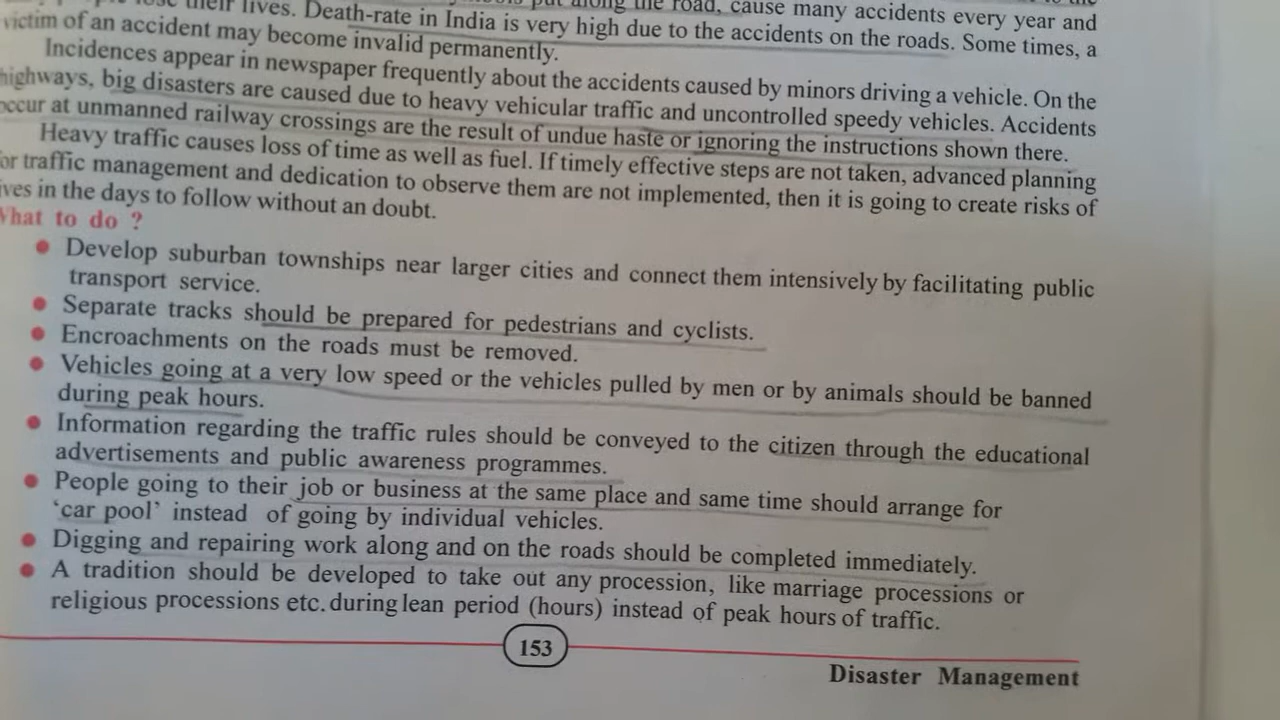 their lives. Death-rate in India is very high due to the accidents on the roads. Some times, a
put along the road, cause many accidents every year and
victim of an accident may become invalid permanently.
Incidences appear in newspaper frequently about the accidents caused by minors driving a vehicle. On the
highways, big disasters are caused due to heavy vehicular traffic and uncontrolled speedy vehicles. Accidents
occur at unmanned railway crossings are the result of undue haste or ignoring the instructions shown there.
Heavy traffic causes loss of time as well as fuel. If timely effective steps are not taken, advanced planning
for traffic management and dedication to observe them are not implemented, then it is going to create risks of
ives in the days to follow without an doubt.
What to do ?
• Develop suburban townships near larger cities and connect them intensively by facilitating public
transport service.
• Separate tracks should be prepared for pedestrians and cyclists.
• Encroachments on the roads must be removed.
• Vehicles going at a very low speed or the vehicles pulled by men or by animals should be banned
during peak hours.
• Information regarding the traffic rules should be conveyed to the citizen through the educational
advertisements and public awareness programmes.
• People going to their job or business at the same place and same time should arrange for
‘car pool’ instead of going by individual vehicles.
• Digging and repairing work along and on the roads should be completed immediately.
• A tradition should be developed to take out any procession, like marriage processions or
religious processions etc. during lean period (hours) instead of peak hours of traffic.
153
Disaster Management